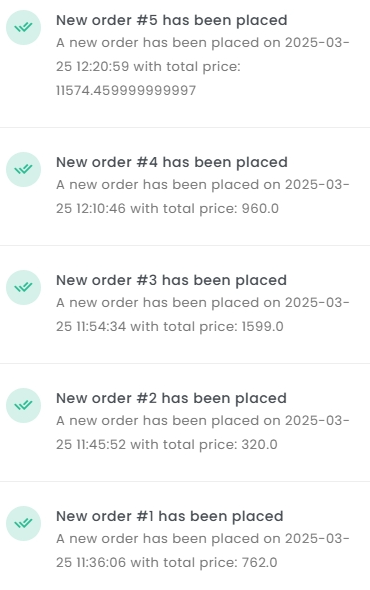 New order #5 has been placed
A new order has been placed on 2025-03-
25 12:20:59 with total price:
11574.459999999997
New order #4 has been placed
A new order has been placed on 2025-03-
25 12:10:46 with total price: 960.0
New order #3 has been placed
A new order has been placed on 2025-03-
25 11:54:34 with total price: 1599.0
New order #2 has been placed
A new order has been placed on 2025-03-
25 11:45:52 with total price: 320.0
New order #1 has been placed
A new order has been placed on 2025-03-
25 11:36:06 with total price: 762.0